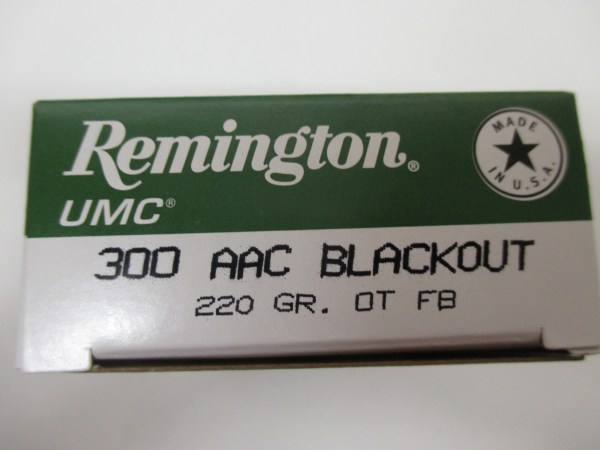 Remington®
UMC®
MADE
IN U.S.A.
300 AAC BLACKOUT
220 GR. OT FB